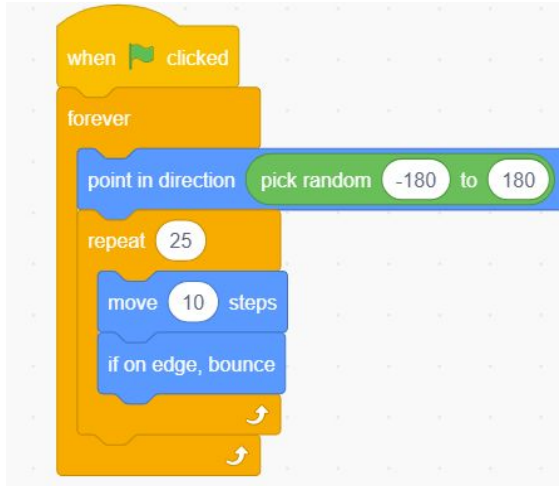 when clicked
forever
point in direction pick random -180 to 180
repeat 25
move 10 steps
if on edge, bounce